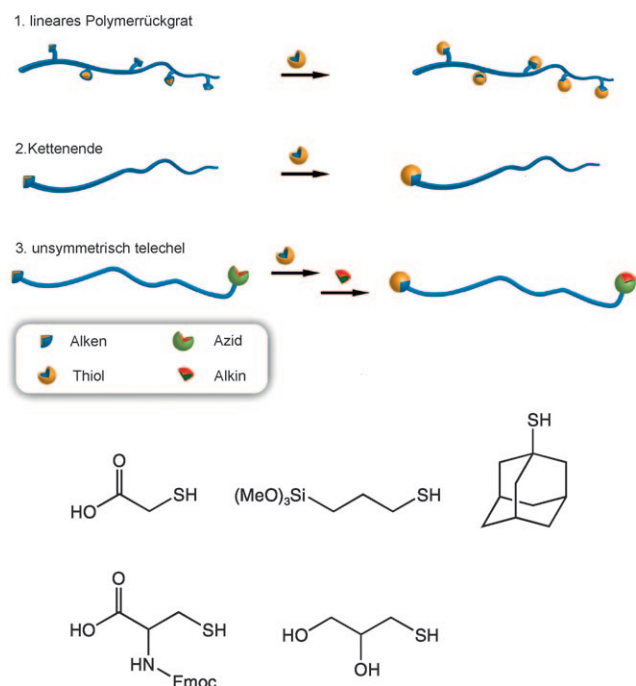 1. lineares Polymerrückgrat
2.Kettenende
3. unsymmetrisch telechel
Alken
Azid
Thiol
Alkin
SH
O
HO
SH
(MeO)3Si
SH
O
HO
SH
HN
Fmoc
HO
SH
OH